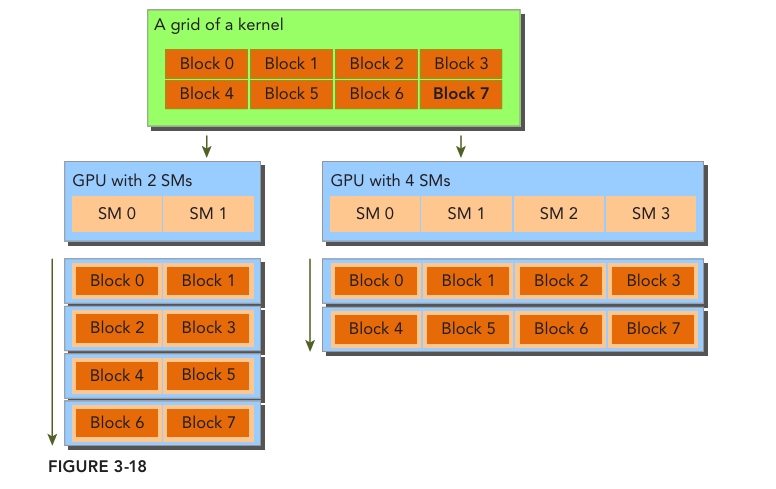 A grid of a kernel
Block 0 Block 1 Block 2 Block 3
Block 4 Block 5 Block 6 Block 7
GPU with 2 SMs
SM 0 SM 1
Block 0 Block 1
Block 2 Block 3
Block 4 Block 5
Block 6 Block 7
GPU with 4 SMs
SM 0 SM 1 SM 2 SM 3
Block 0 Block 1 Block 2 Block 3
Block 4 Block 5 Block 6 Block 7
FIGURE 3-18